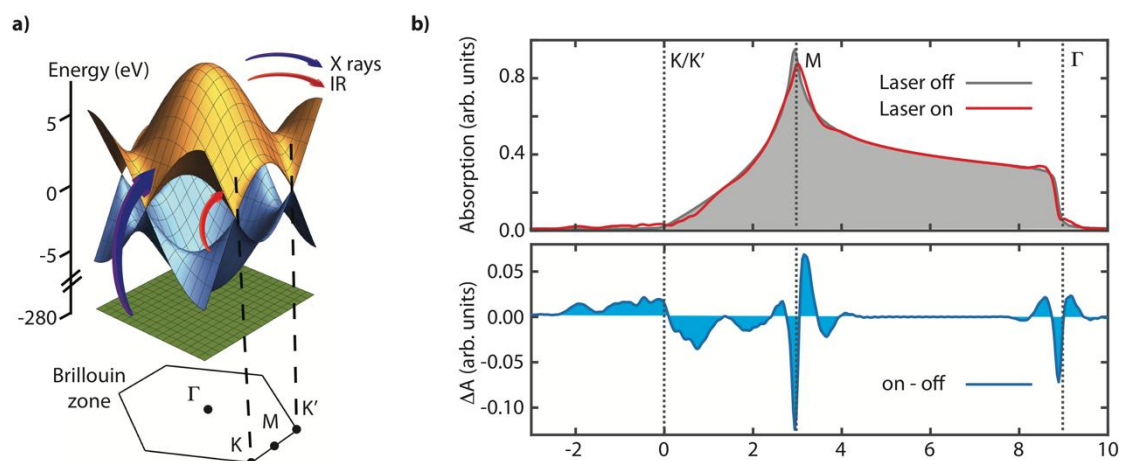 a)
Energy (eV)
X rays
IR
5
0
-5
-280
Brillouin
zone
Γ
M
K'
K
b)
Absorption (arb. units)
0.8
0.4
0.0
K/K'
M
Γ
Laser off
Laser on
ΔA (arb. units)
0.05
0.00
-0.05
-0.10
on - off
-2 0 2 4 6 8 10